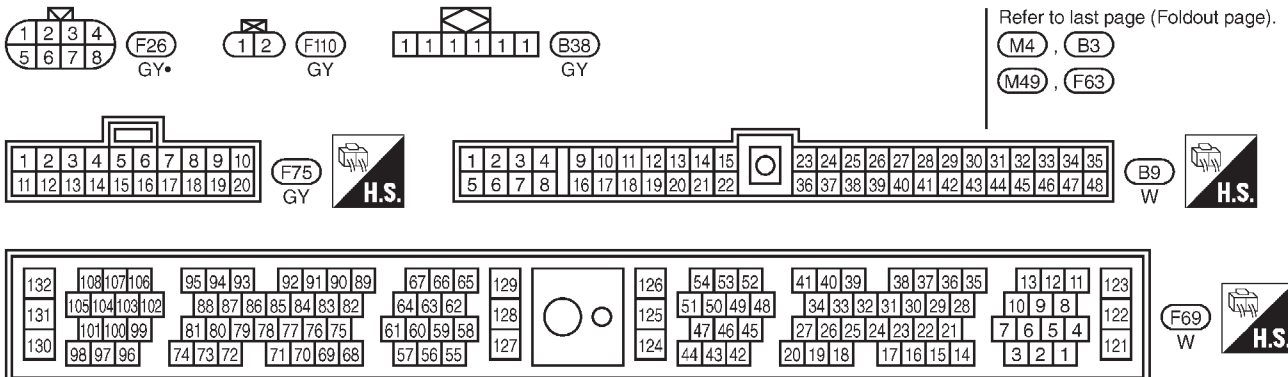 Refer to last page (Foldout page).
1 2 3 4 F26 1 2 F110 1 1 1 1 1 1 B38 M4 , B3
5 6 7 8 GY• GY GY
M49 , F63
1 2 3 4 5 6 7 8 9 10 F75
11 12 13 14 15 16 17 18 19 20 GY
H.S.
1 2 3 4 9 10 11 12 13 14 15 23 24 25 26 27 28 29 30 31 32 33 34 35 B9
5 6 7 8 16 17 18 19 20 21 22 36 37 38 39 40 41 42 43 44 45 46 47 48 W
H.S.
132 108 107 106 95 94 93 92 91 90 89 67 66 65 129 126 54 53 52 41 40 39 38 37 36 35 13 12 11 123
131 105 104 103 102 88 87 86 85 84 83 82 64 63 62 128 125 51 50 49 48 34 33 32 31 30 29 28 10 9 8 122 F69
101 100 99 81 80 79 78 77 76 75 61 60 59 58 47 46 45 27 26 25 24 23 22 21 7 6 5 4 W
130 98 97 96 74 73 72 71 70 69 68 57 56 55 127 124 44 43 42 20 19 18 17 16 15 14 3 2 1 121
H.S.